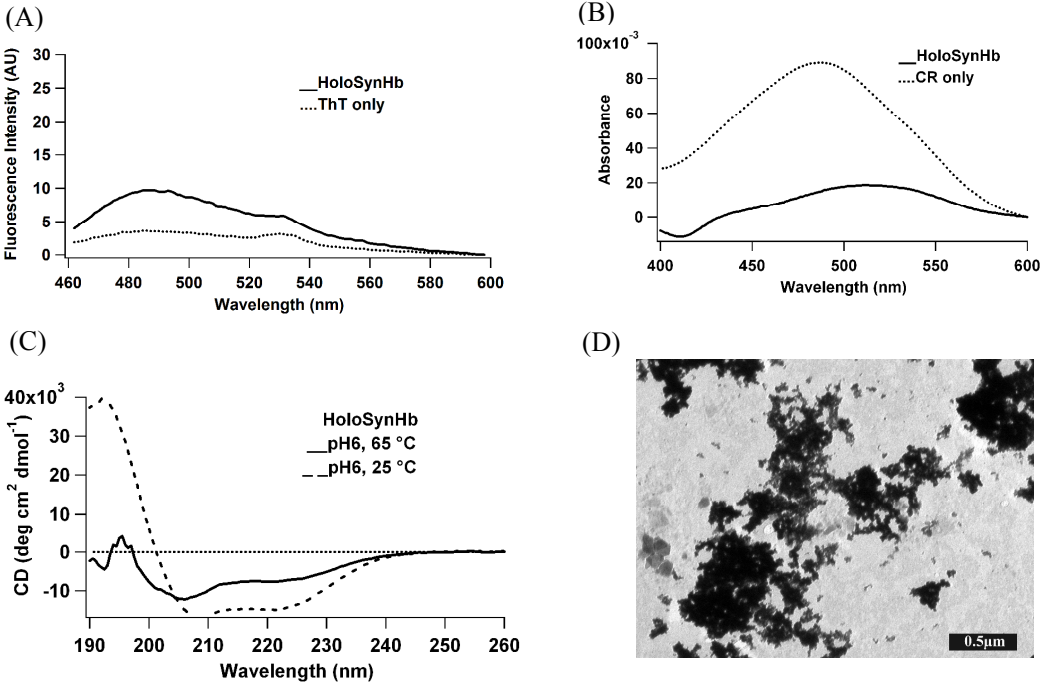 (A)
30
25
20
15
10
5
0
Fluorescence Intensity (AU)
HoloSynHb
ThT only
460 480 500 520 540 560 580 600
Wavelength (nm)
(B)
100x10⁻³
80
60
40
20
0
Absorbance
HoloSynHb
CR only
400 450 500 550 600
Wavelength (nm)
(C)
40x10³
30
20
10
0
-10
CD (deg cm² dmol⁻¹)
HoloSynHb
pH6, 65 °C
pH6, 25 °C
190 200 210 220 230 240 250 260
Wavelength (nm)
(D)
0.5µm